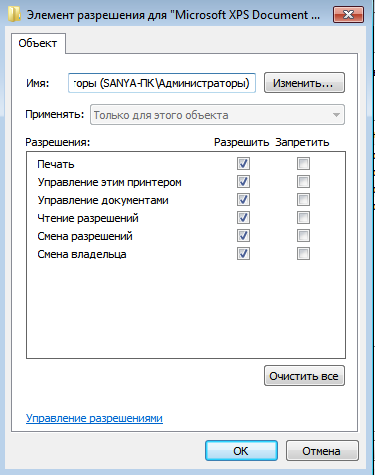 Элемент разрешения для "Microsoft XPS Document ...
Объект
Имя: торы (SANYA-ПК\Администраторы) Изменить...
Применять: Только для этого объекта
Разрешения: Разрешить Запретить
Печать
Управление этим принтером
Управление документами
Чтение разрешений
Смена разрешений
Смена владельца
Очистить все
Управление разрешениями
ОК Отмена